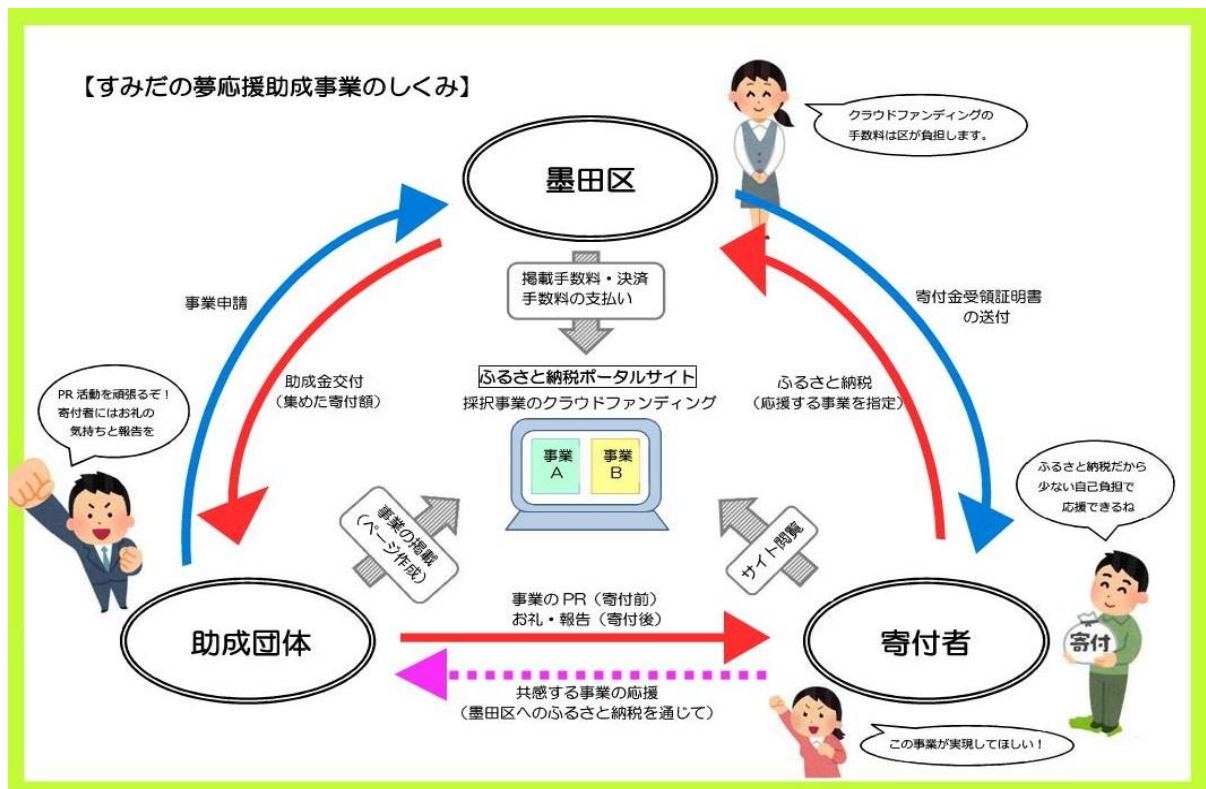 【すみだの夢応援助成事業のしくみ】
墨田区
クラウドファンディングの
手数料は区が負担します。
掲載手数料・決済
手数料の支払い
事業申請
寄付金受領証明書
の送付
助成金交付
（集めた寄付額）
ふるさと納税ポータルサイト
採択事業のクラウドファンディング
ふるさと納税
（応援する事業を指定）
PR 活動を頑張るぞ！
寄付者にはお礼の
気持ちと報告を
事業
A
事業
B
ふるさと納税だから
少ない自己負担で
応援できるね
事業の掲載
（ページ作成）
サイト閲覧
事業の PR（寄付前）
お礼・報告（寄付後）
助成団体
寄付者
寄付
共感する事業の応援
（墨田区へのふるさと納税を通じて）
この事業が実現してほしい！